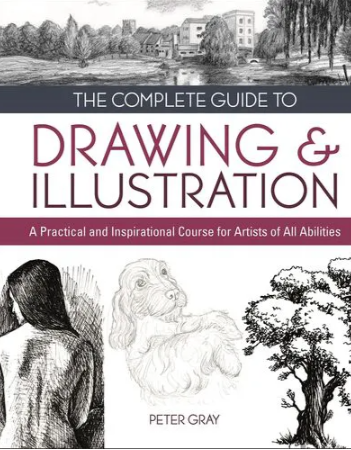 THE COMPLETE GUIDE TO
DRAWING &
ILLUSTRATION
A Practical and Inspirational Course for Artists of All Abilities
PETER GRAY